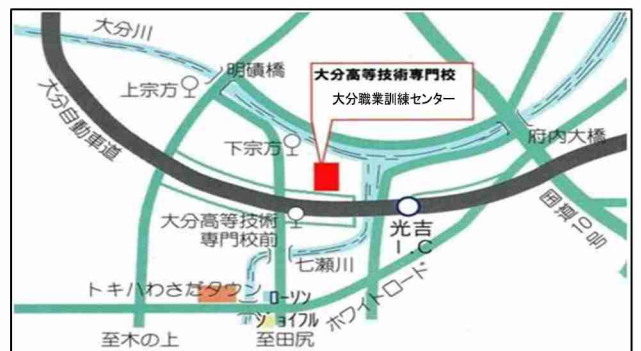 大分川
明磧橋
上宗方
大分高等技術専門校
大分職業訓練センター
大分自動車道
下宗方
府内大橋
国道10号
大分高等技術
専門校前
光吉
I.C
七瀬川
トキハわさだタウン
ローソン
ジョイフル
ホワイトロード
至木の上
至田尻